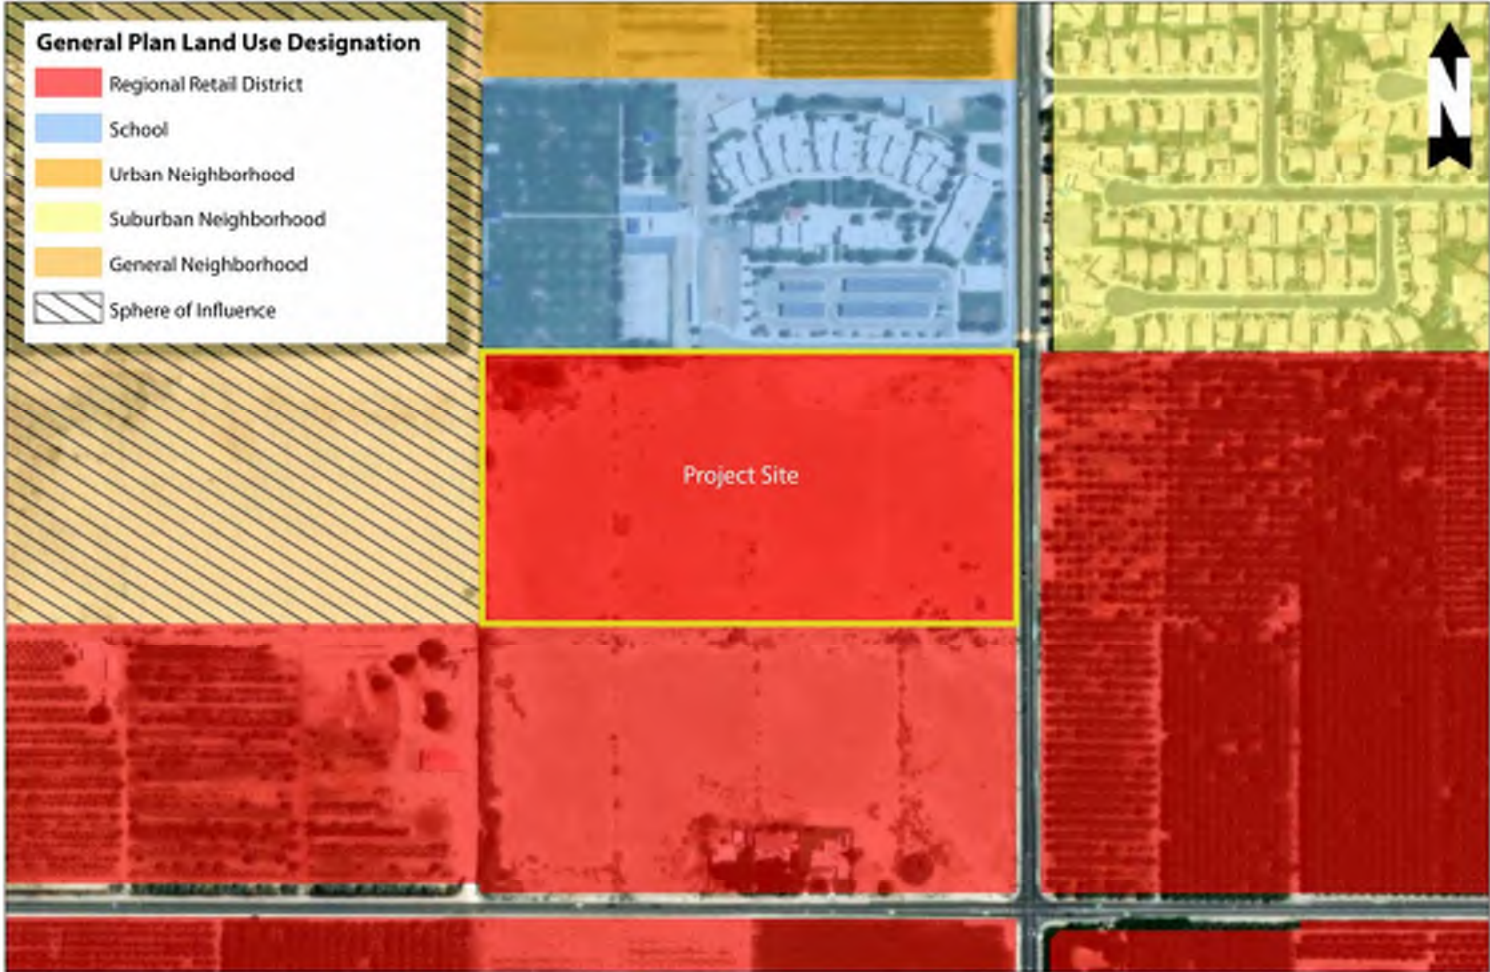 General Plan Land Use Designation
Regional Retail District
School
Urban Neighborhood
Suburban Neighborhood
General Neighborhood
Sphere of Influence
N
Project Site